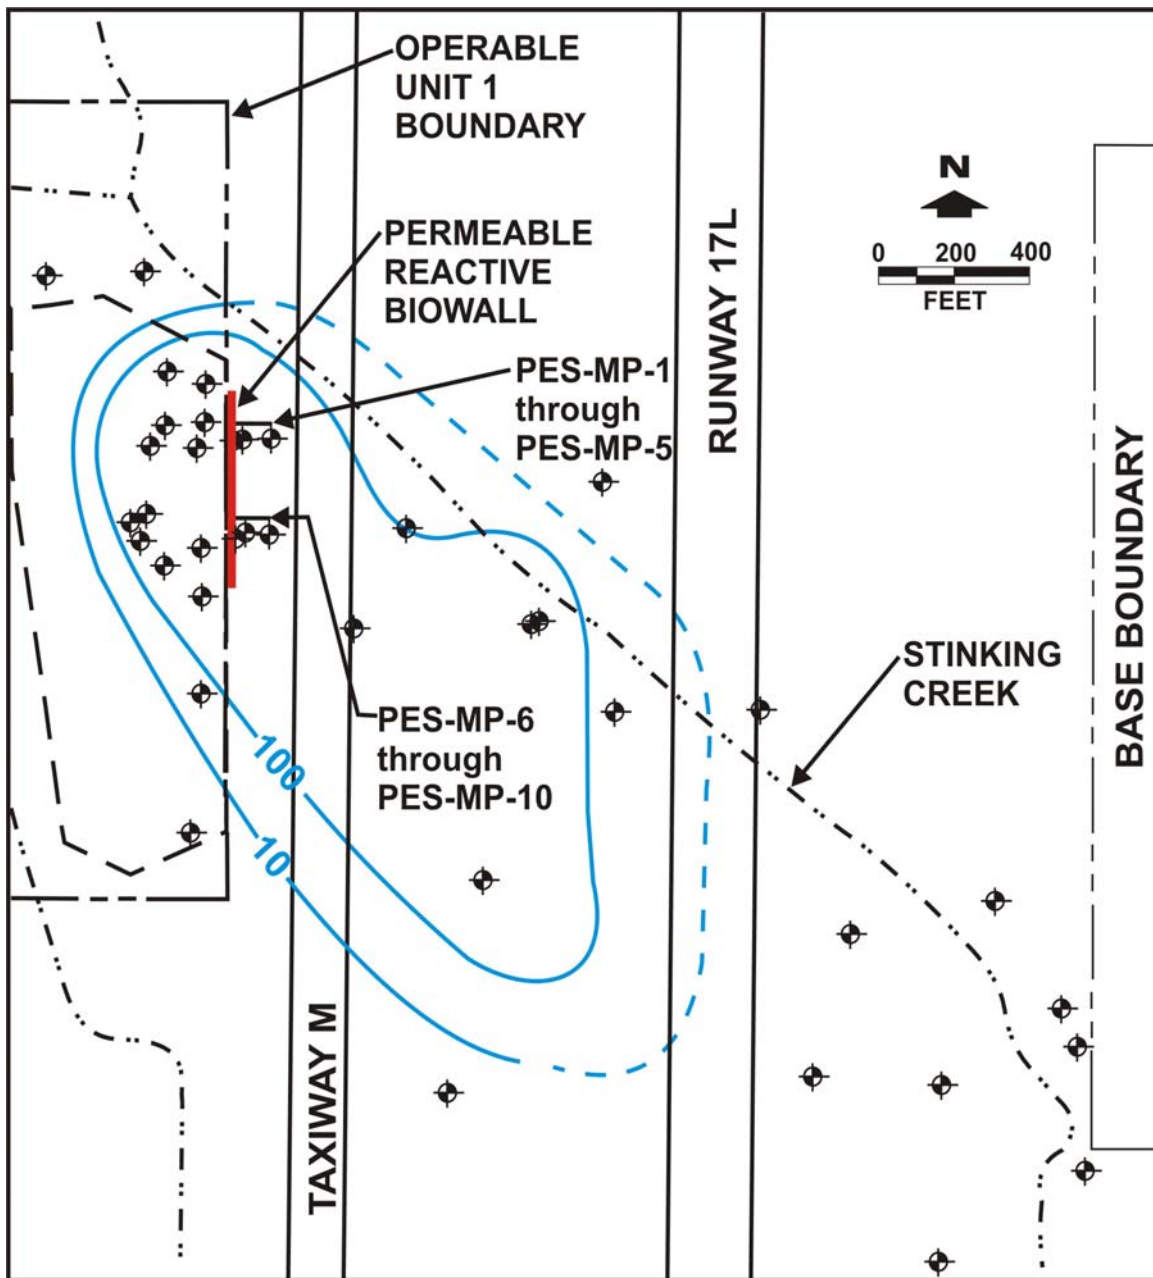 OPERABLE
UNIT 1
BOUNDARY
N
0 200 400
FEET
PERMEABLE
REACTIVE
BIOWALL
RUNWAY 17L
PES-MP-1
through
PES-MP-5
BASE BOUNDARY
STINKING
CREEK
PES-MP-6
through
PES-MP-10
100
10
TAXIWAY M